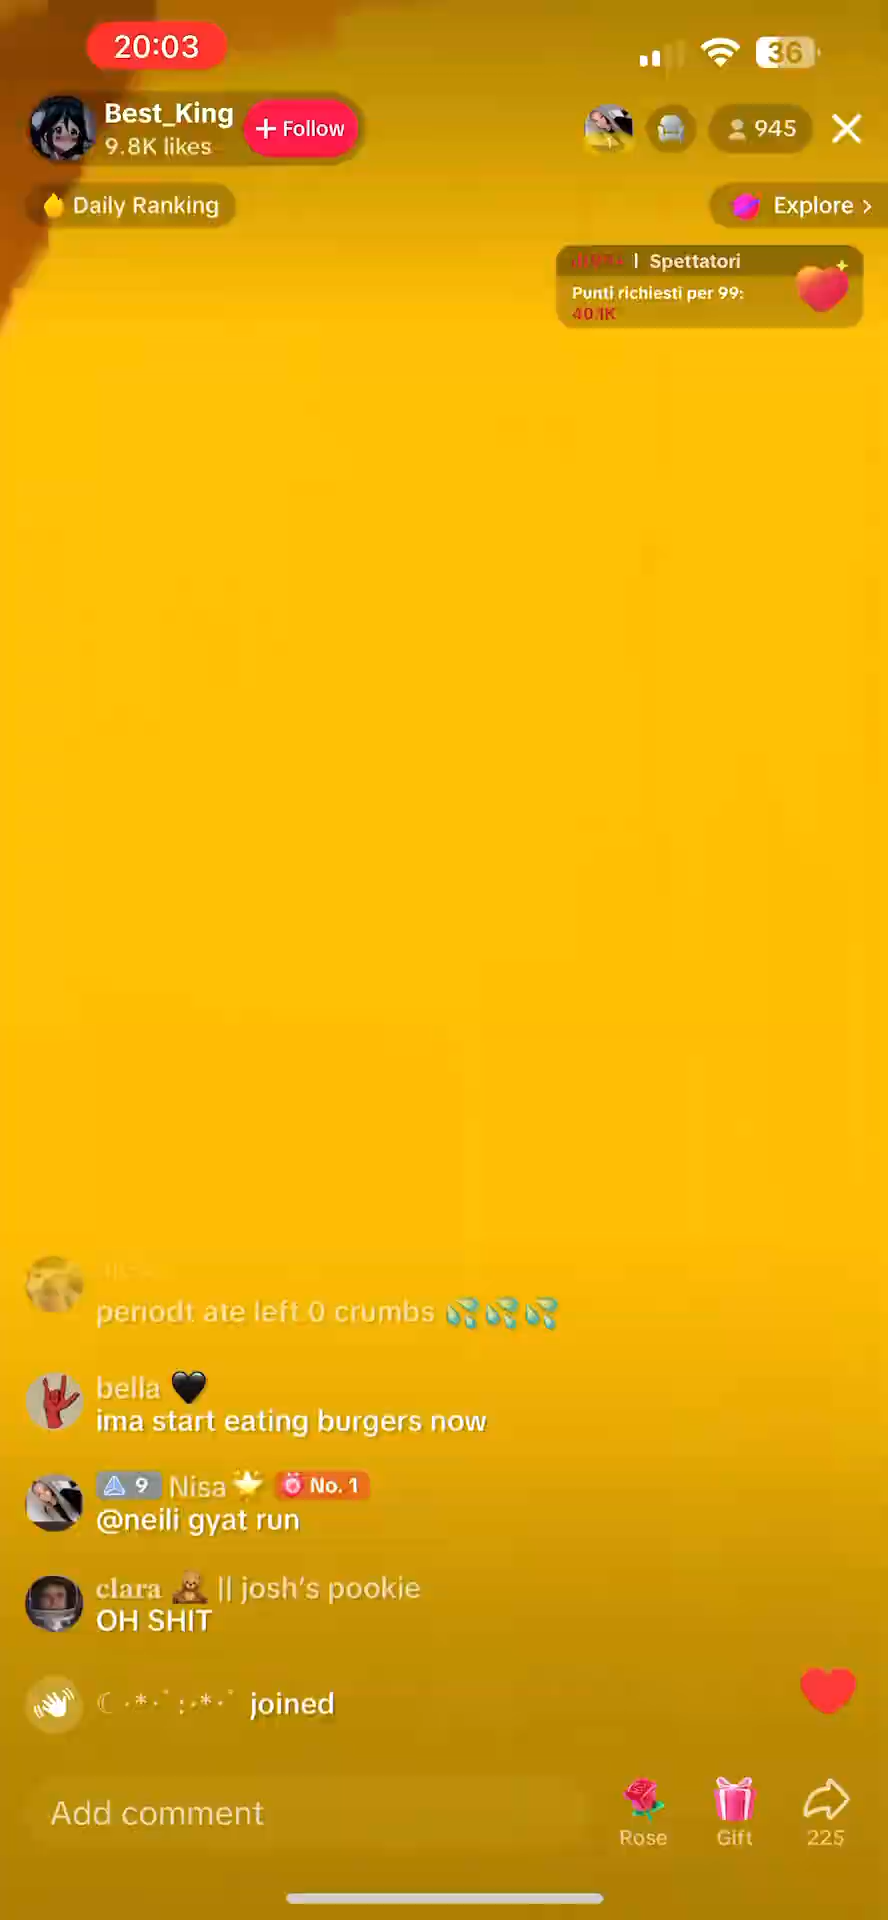 20:03
36
Best_King
9.8K likes
+ Follow
945
Daily Ranking
Explore >
| Spettatori
Punti richiesti per 99:
40.1K
periodt ate left 0 crumbs 💦💦💦
bella 🖤
ima start eating burgers now
9 Nisa🌟 No. 1
@neili gyat run
clara 🧸 || josh's pookie
OH SHIT
joined
Add comment
Rose
Gift
225